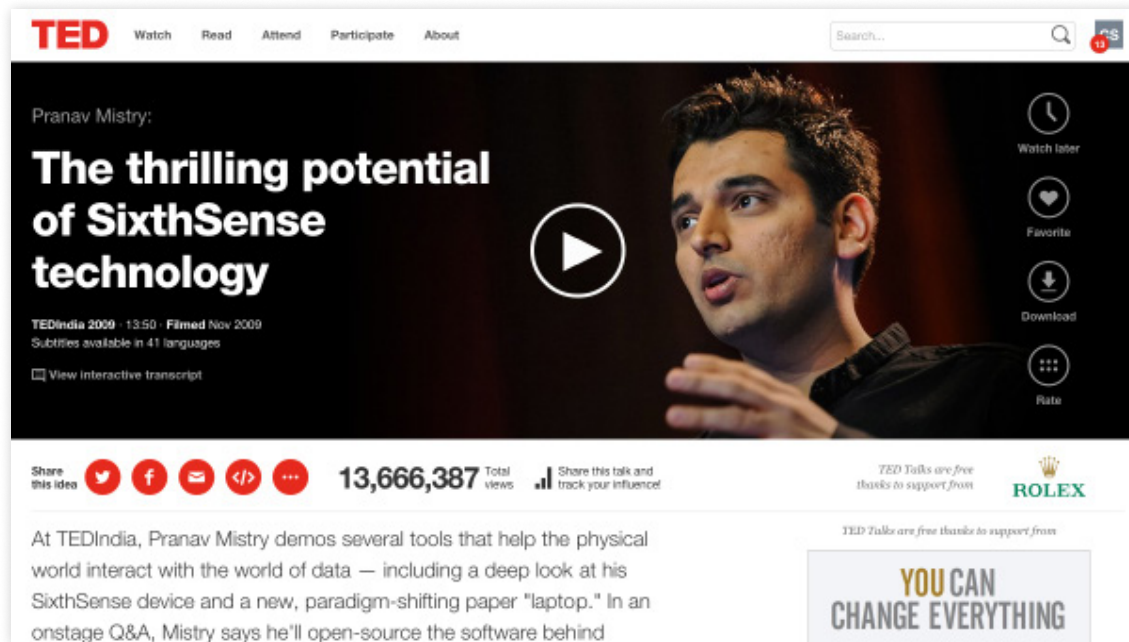 TED Watch Read Attend Participate About Search... CS
13
Pranav Mistry:
The thrilling potential
of SixthSense
technology
TEDIndia 2009 · 13:50 · Filmed Nov 2009
Subtitles available in 41 languages
View interactive transcript
Watch later
Favorite
Download
Rate
Share
this idea
13,666,387 Total
views
Share this talk and
track your influence!
TED Talks are free
thanks to support from
ROLEX
At TEDIndia, Pranav Mistry demos several tools that help the physical
world interact with the world of data — including a deep look at his
SixthSense device and a new, paradigm-shifting paper "laptop." In an
onstage Q&A, Mistry says he'll open-source the software behind
TED Talks are free thanks to support from
YOU CAN
CHANGE EVERYTHING